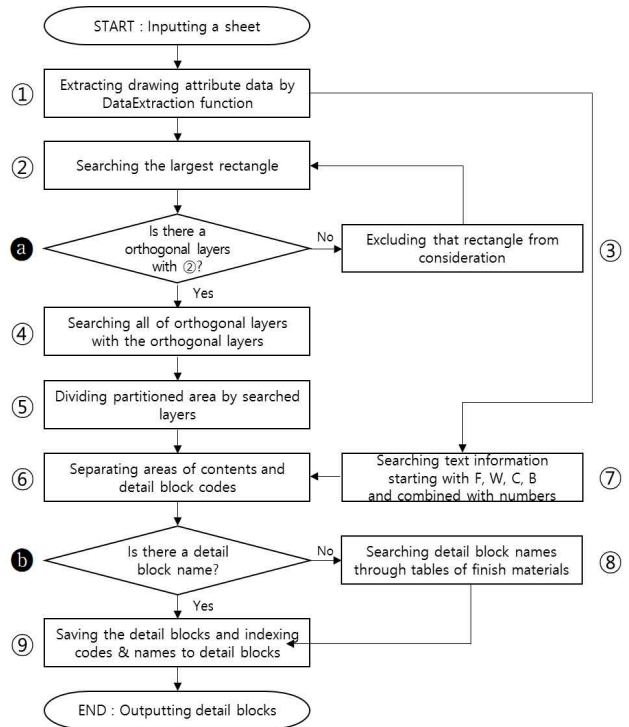 START : Inputting a sheet
① Extracting drawing attribute data by
DataExtraction function
② Searching the largest rectangle
ⓐ Is there a
orthogonal layers
with ②?
No
Excluding that rectangle from
consideration
③
Yes
④ Searching all of orthogonal layers
with the orthogonal layers
⑤ Dividing partitioned area by searched
layers
⑥ Separating areas of contents and
detail block codes
Searching text information
starting with F, W, C, B
and combined with numbers
⑦
ⓑ Is there a detail
block name?
No
Searching detail block names
through tables of finish materials
⑧
Yes
⑨ Saving the detail blocks and indexing
codes & names to detail blocks
END : Outputting detail blocks